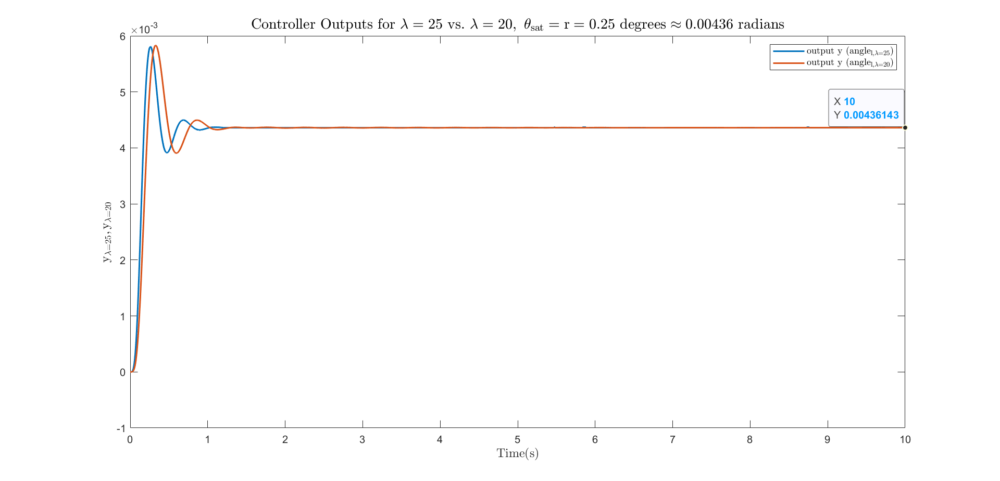 Controller Outputs for λ = 25 vs. λ = 20, θsat = r = 0.25 degrees ≈ 0.00436 radians
×10-3
6
5
4
3
2
1
0
-1
output y (anglel,λ=25)
output y (anglel,λ=20)
X 10
Y 0.00436143
yλ=25,yλ=20
0 1 2 3 4 5 6 7 8 9 10
Time(s)